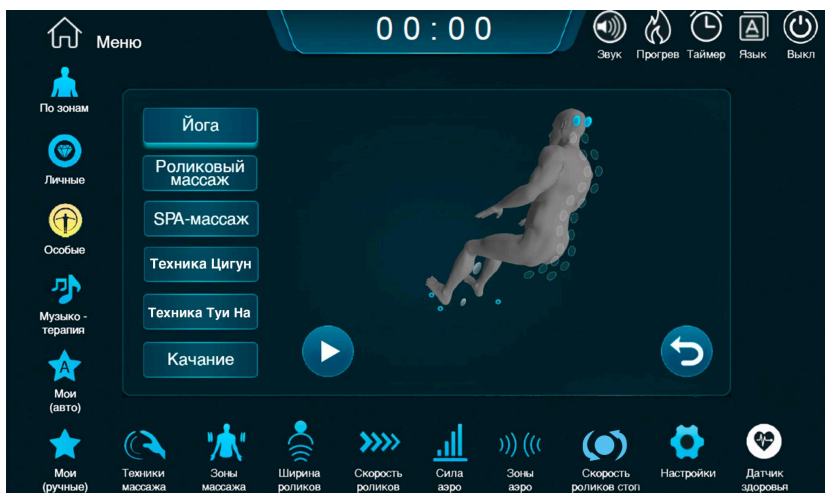 Меню
00:00
Звук
Прогрев
Таймер
A
Язык
Выкл
По зонам
Личные
Особые
Музыко -
терапия
A
Мои
(авто)
Мои
(ручные)
Йога
Роликовый
массаж
SPA-массаж
Техника Цигун
Техника Туи На
Качание
Техники
массажа
Зоны
массажа
Ширина
роликов
Скорость
роликов
Сила
аэро
Зоны
аэро
Скорость
роликов стоп
Настройки
Датчик
здоровья